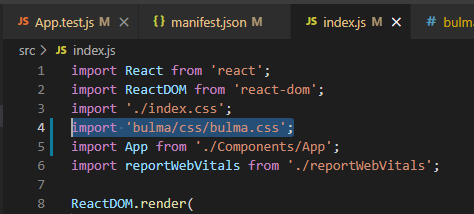 JS App.test.js
manifest.json
JS index.js ×
# bulm
src > JS index.js
1 import React from 'react';
2 import ReactDOM from 'react-dom';
3 import './index.css';
4 import 'bulma/css/bulma.css';
5 import App from './Components/App';
6 import reportWebVitals from './reportWebVitals';
7
8 ReactDOM.render(